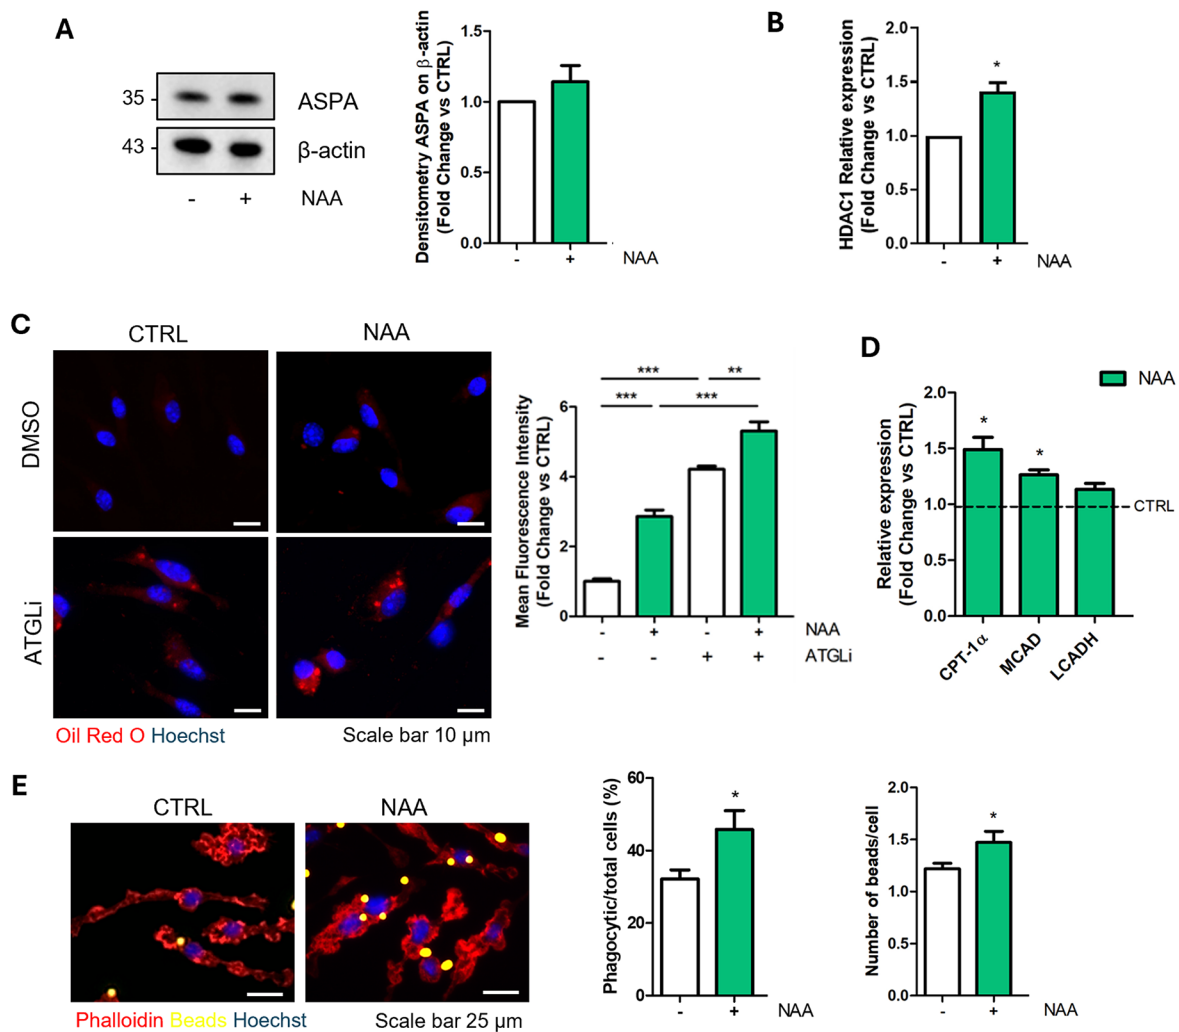 A
35
ASPA
43
β-actin
- + NAA
Densitometry ASPA on β-actin
(Fold Change vs CTRL)
1.5
1.0
0.5
0.0
- + NAA
B
HDAC1 Relative expression
(Fold Change vs CTRL)
2.0
1.5
1.0
0.5
0.0
*
- + NAA
C
CTRL NAA
DMSO
ATGLi
Oil Red O Hoechst
Scale bar 10 µm
Mean Fluorescence Intensity
(Fold Change vs CTRL)
*** **
*** ***
6
4
2
0
- + - + NAA
- - + + ATGLi
D
NAA
Relative expression
(Fold Change vs CTRL)
2.0
1.5
1.0
0.5
0.0
* *
CTRL
CPT-1α
MCAD
LCADH
E
CTRL NAA
Phalloidin Beads Hoechst
Scale bar 25 µm
Phagocytic/total cells (%)
60
40
20
0
*
- + NAA
Number of beads/cell
2.0
1.5
1.0
0.5
0.0
*
- + NAA